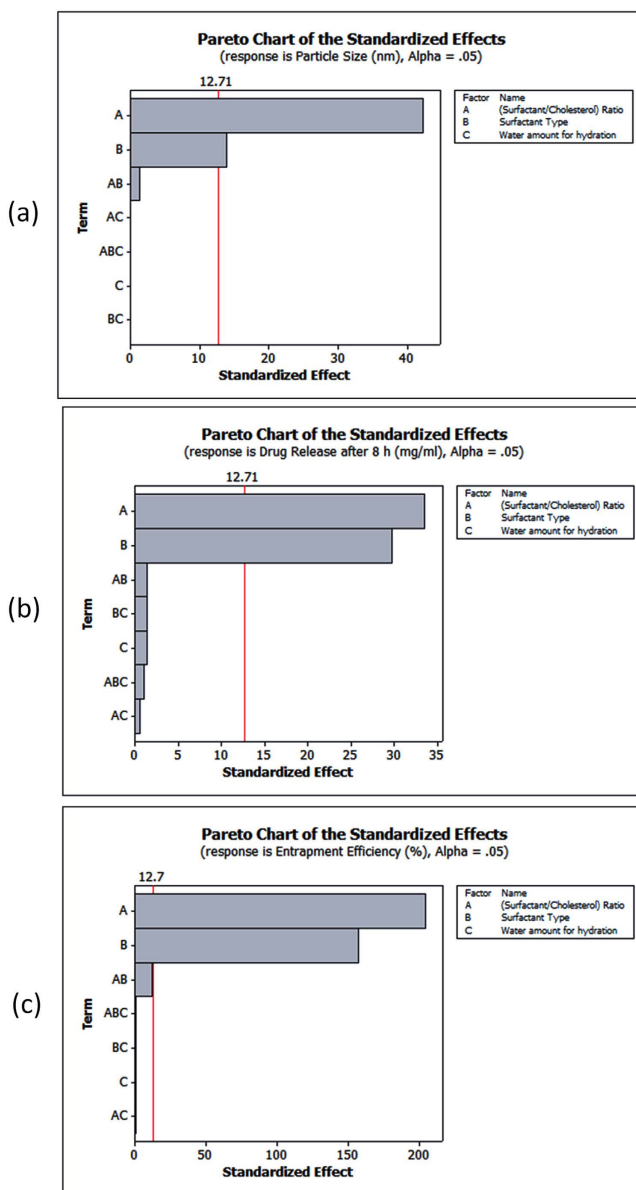 (a)
Pareto Chart of the Standardized Effects
(response is Particle Size (nm), Alpha = .05)
12.71
Term
A
B
AB
AC
ABC
C
BC
0 10 20 30 40
Standardized Effect
Factor Name
A (Surfactant/Cholesterol) Ratio
B Surfactant Type
C Water amount for hydration
(b)
Pareto Chart of the Standardized Effects
(response is Drug Release after 8 h (mg/ml), Alpha = .05)
12.71
Term
A
B
AB
BC
C
ABC
AC
0 5 10 15 20 25 30 35
Standardized Effect
Factor Name
A (Surfactant/Cholesterol) Ratio
B Surfactant Type
C Water amount for hydration
(c)
Pareto Chart of the Standardized Effects
(response is Entrapment Efficiency (%), Alpha = .05)
12.7
Term
A
B
AB
ABC
BC
C
AC
0 50 100 150 200
Standardized Effect
Factor Name
A (Surfactant/Cholesterol) Ratio
B Surfactant Type
C Water amount for hydration